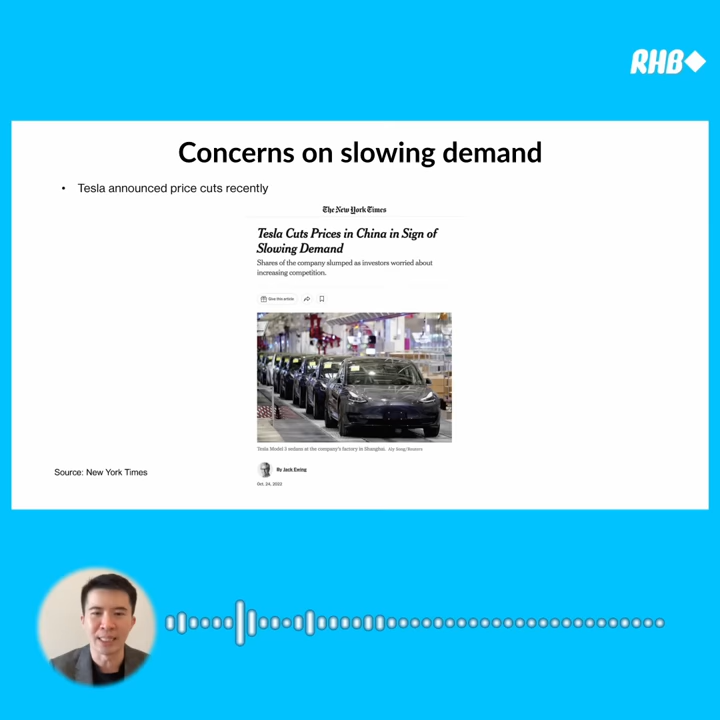 RHB
Concerns on slowing demand
• Tesla announced price cuts recently
The New York Times
Tesla Cuts Prices in China in Sign of
Slowing Demand
Shares of the company slumped as investors worried about
increasing competition.
Give this article
Tesla Model 3 sedans at the company's factory in Shanghai. Aly Song/Reuters
Source: New York Times
By Jack Ewing
Oct. 24, 2022